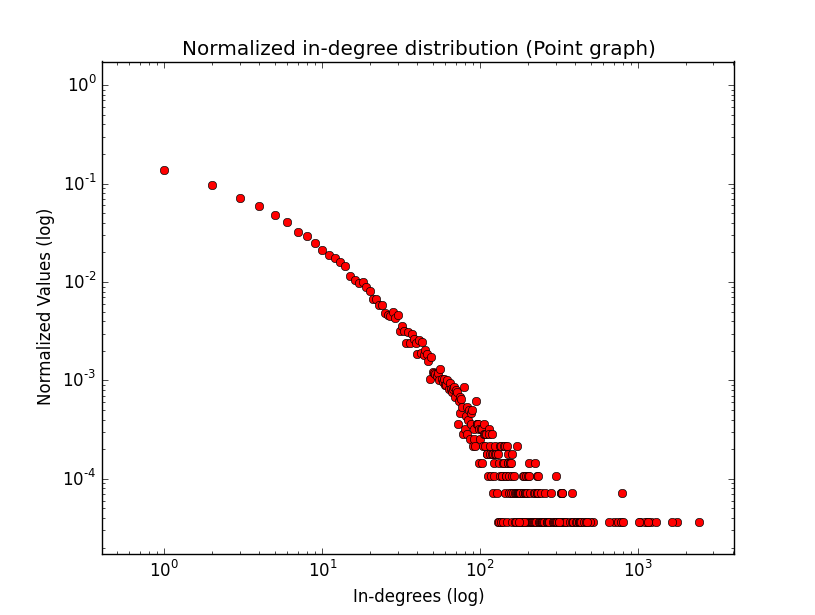 Normalized in-degree distribution (Point graph)
Normalized Values (log)
10^0
10^-1
10^-2
10^-3
10^-4
10^0 10^1 10^2 10^3
In-degrees (log)